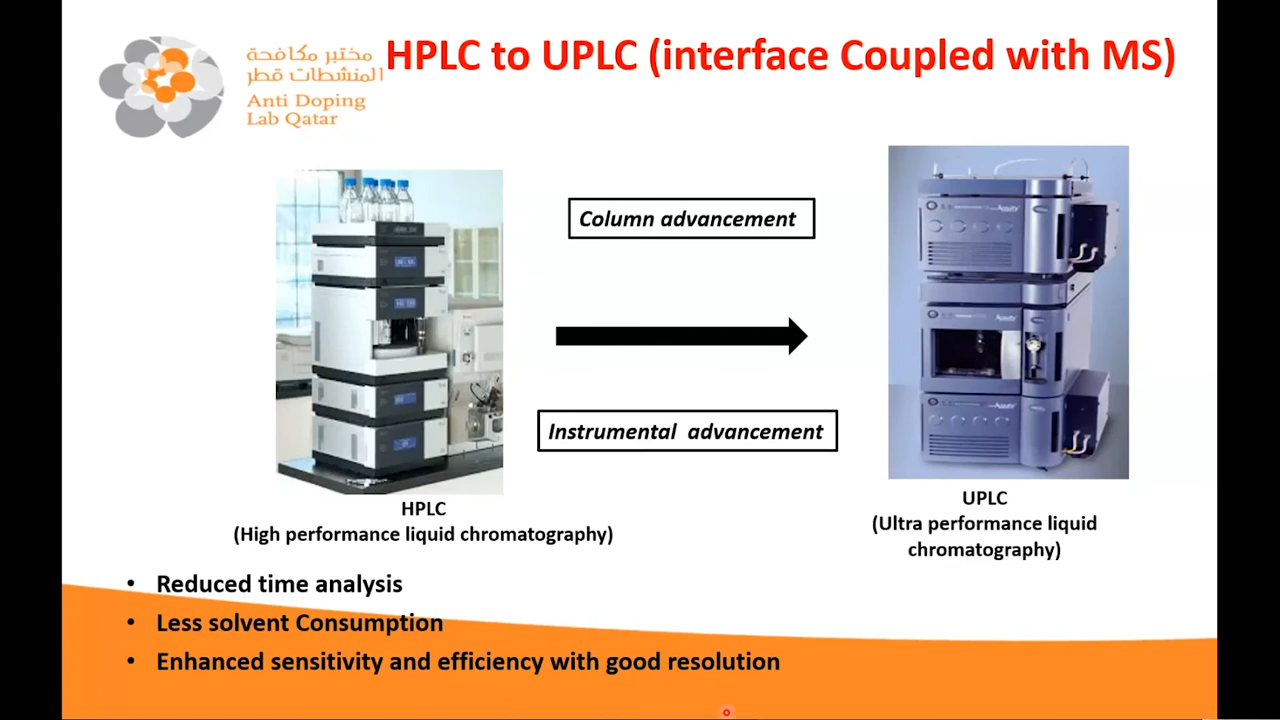 مختبر مكافحة
المنشطات قطر
Anti Doping
Lab Qatar
HPLC to UPLC (interface Coupled with MS)
Column advancement
Instrumental advancement
HPLC
(High performance liquid chromatography)
UPLC
(Ultra performance liquid
chromatography)
• Reduced time analysis
• Less solvent Consumption
• Enhanced sensitivity and efficiency with good resolution